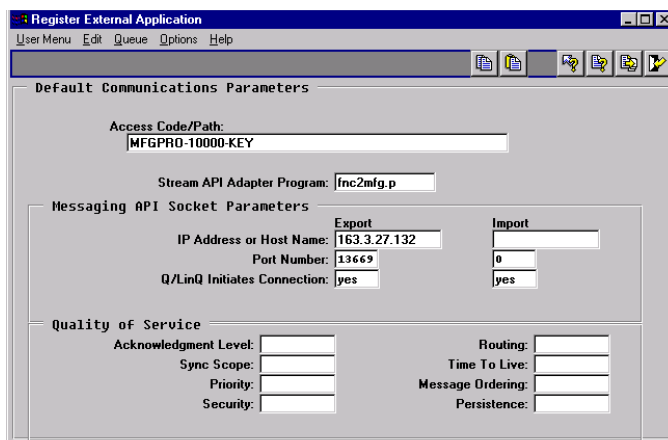 Register External Application
User Menu Edit Queue Options Help
Default Communications Parameters
Access Code/Path:
MFGPRO-10000-KEY
Stream API Adapter Program: fnc2mfg.p
Messaging API Socket Parameters
Export Import
IP Address or Host Name: 163.3.27.132
Port Number: 13669 0
Q/LinQ Initiates Connection: yes yes
Quality of Service
Acknowledgment Level: Routing:
Sync Scope: Time To Live:
Priority: Message Ordering:
Security: Persistence: